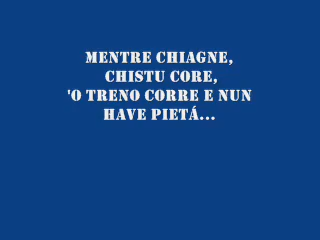 MENTRE CHIAGNE,
CHISTU CORE,
'O TRENO CORRE E NUN
HAVE PIETÁ...